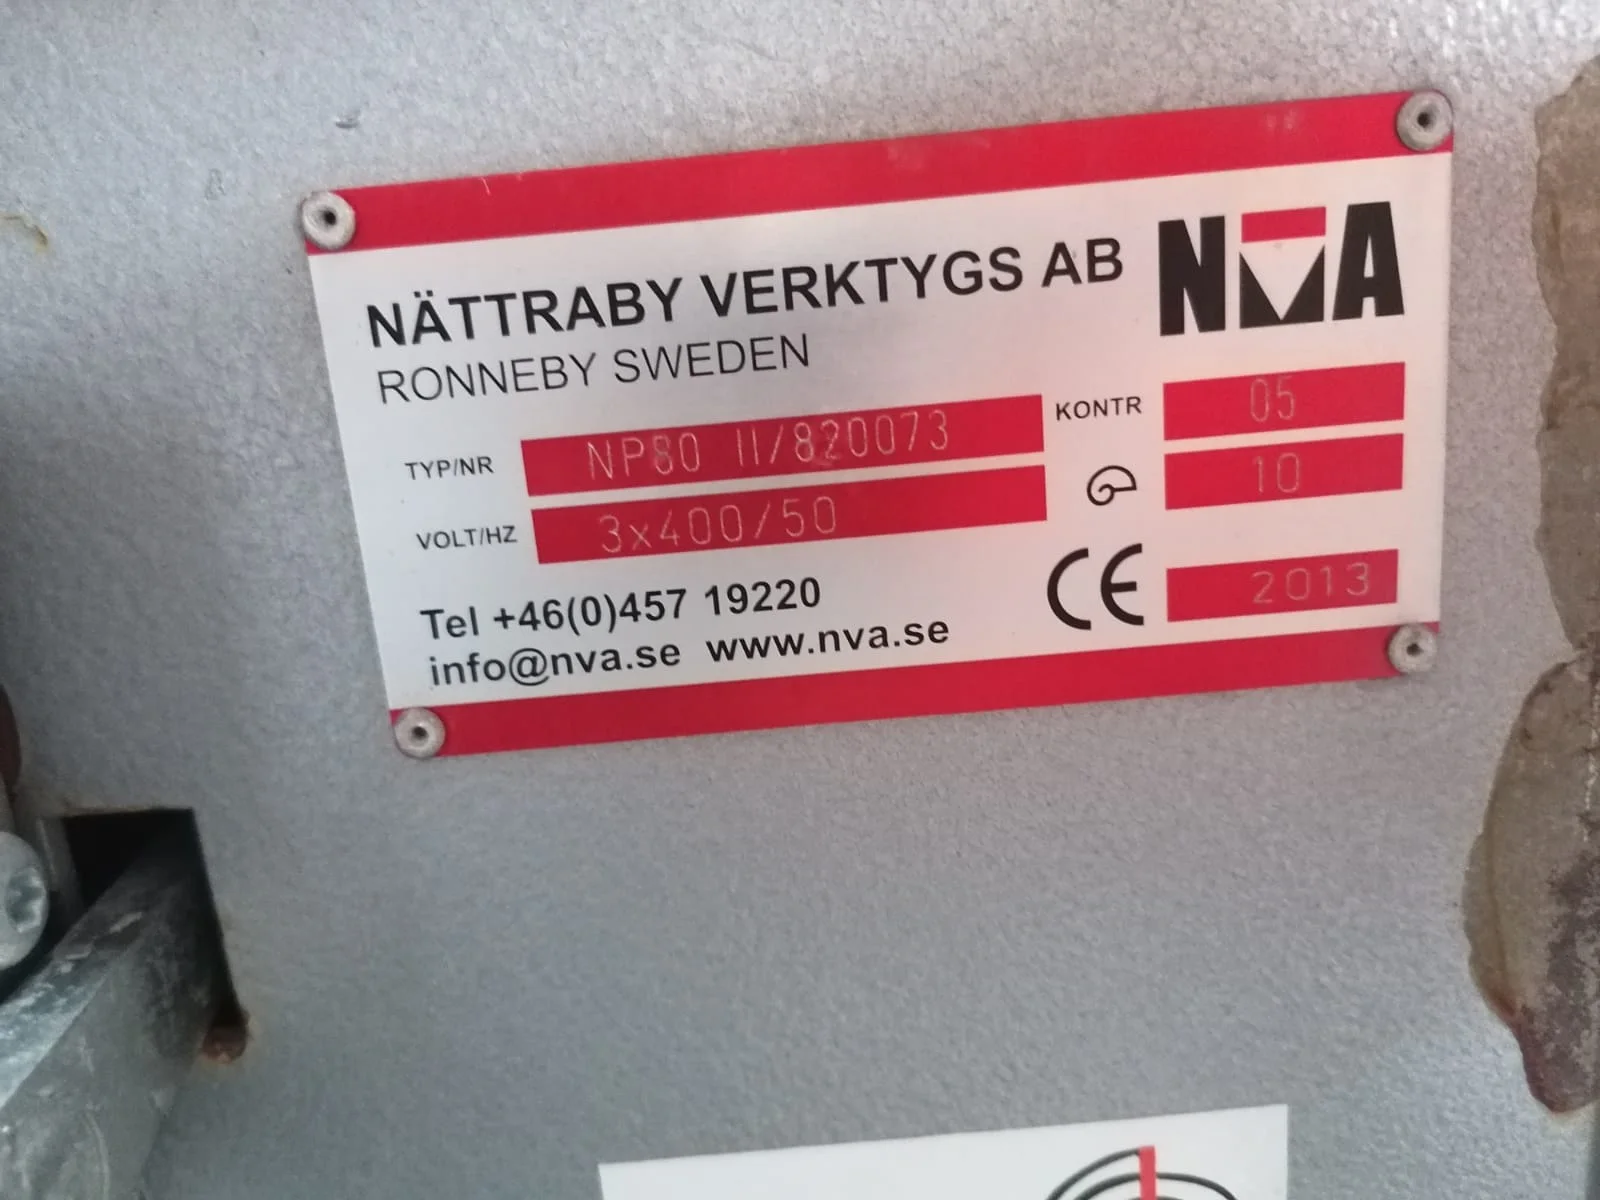 NÄTTRABY VERKTYGS AB NVA
RONNEBY SWEDEN
TYP/NR NP80 II/820073 KONTR 05
VOLT/HZ 3x400/50 10
Tel +46(0)457 19220 CE 2013
info@nva.se www.nva.se